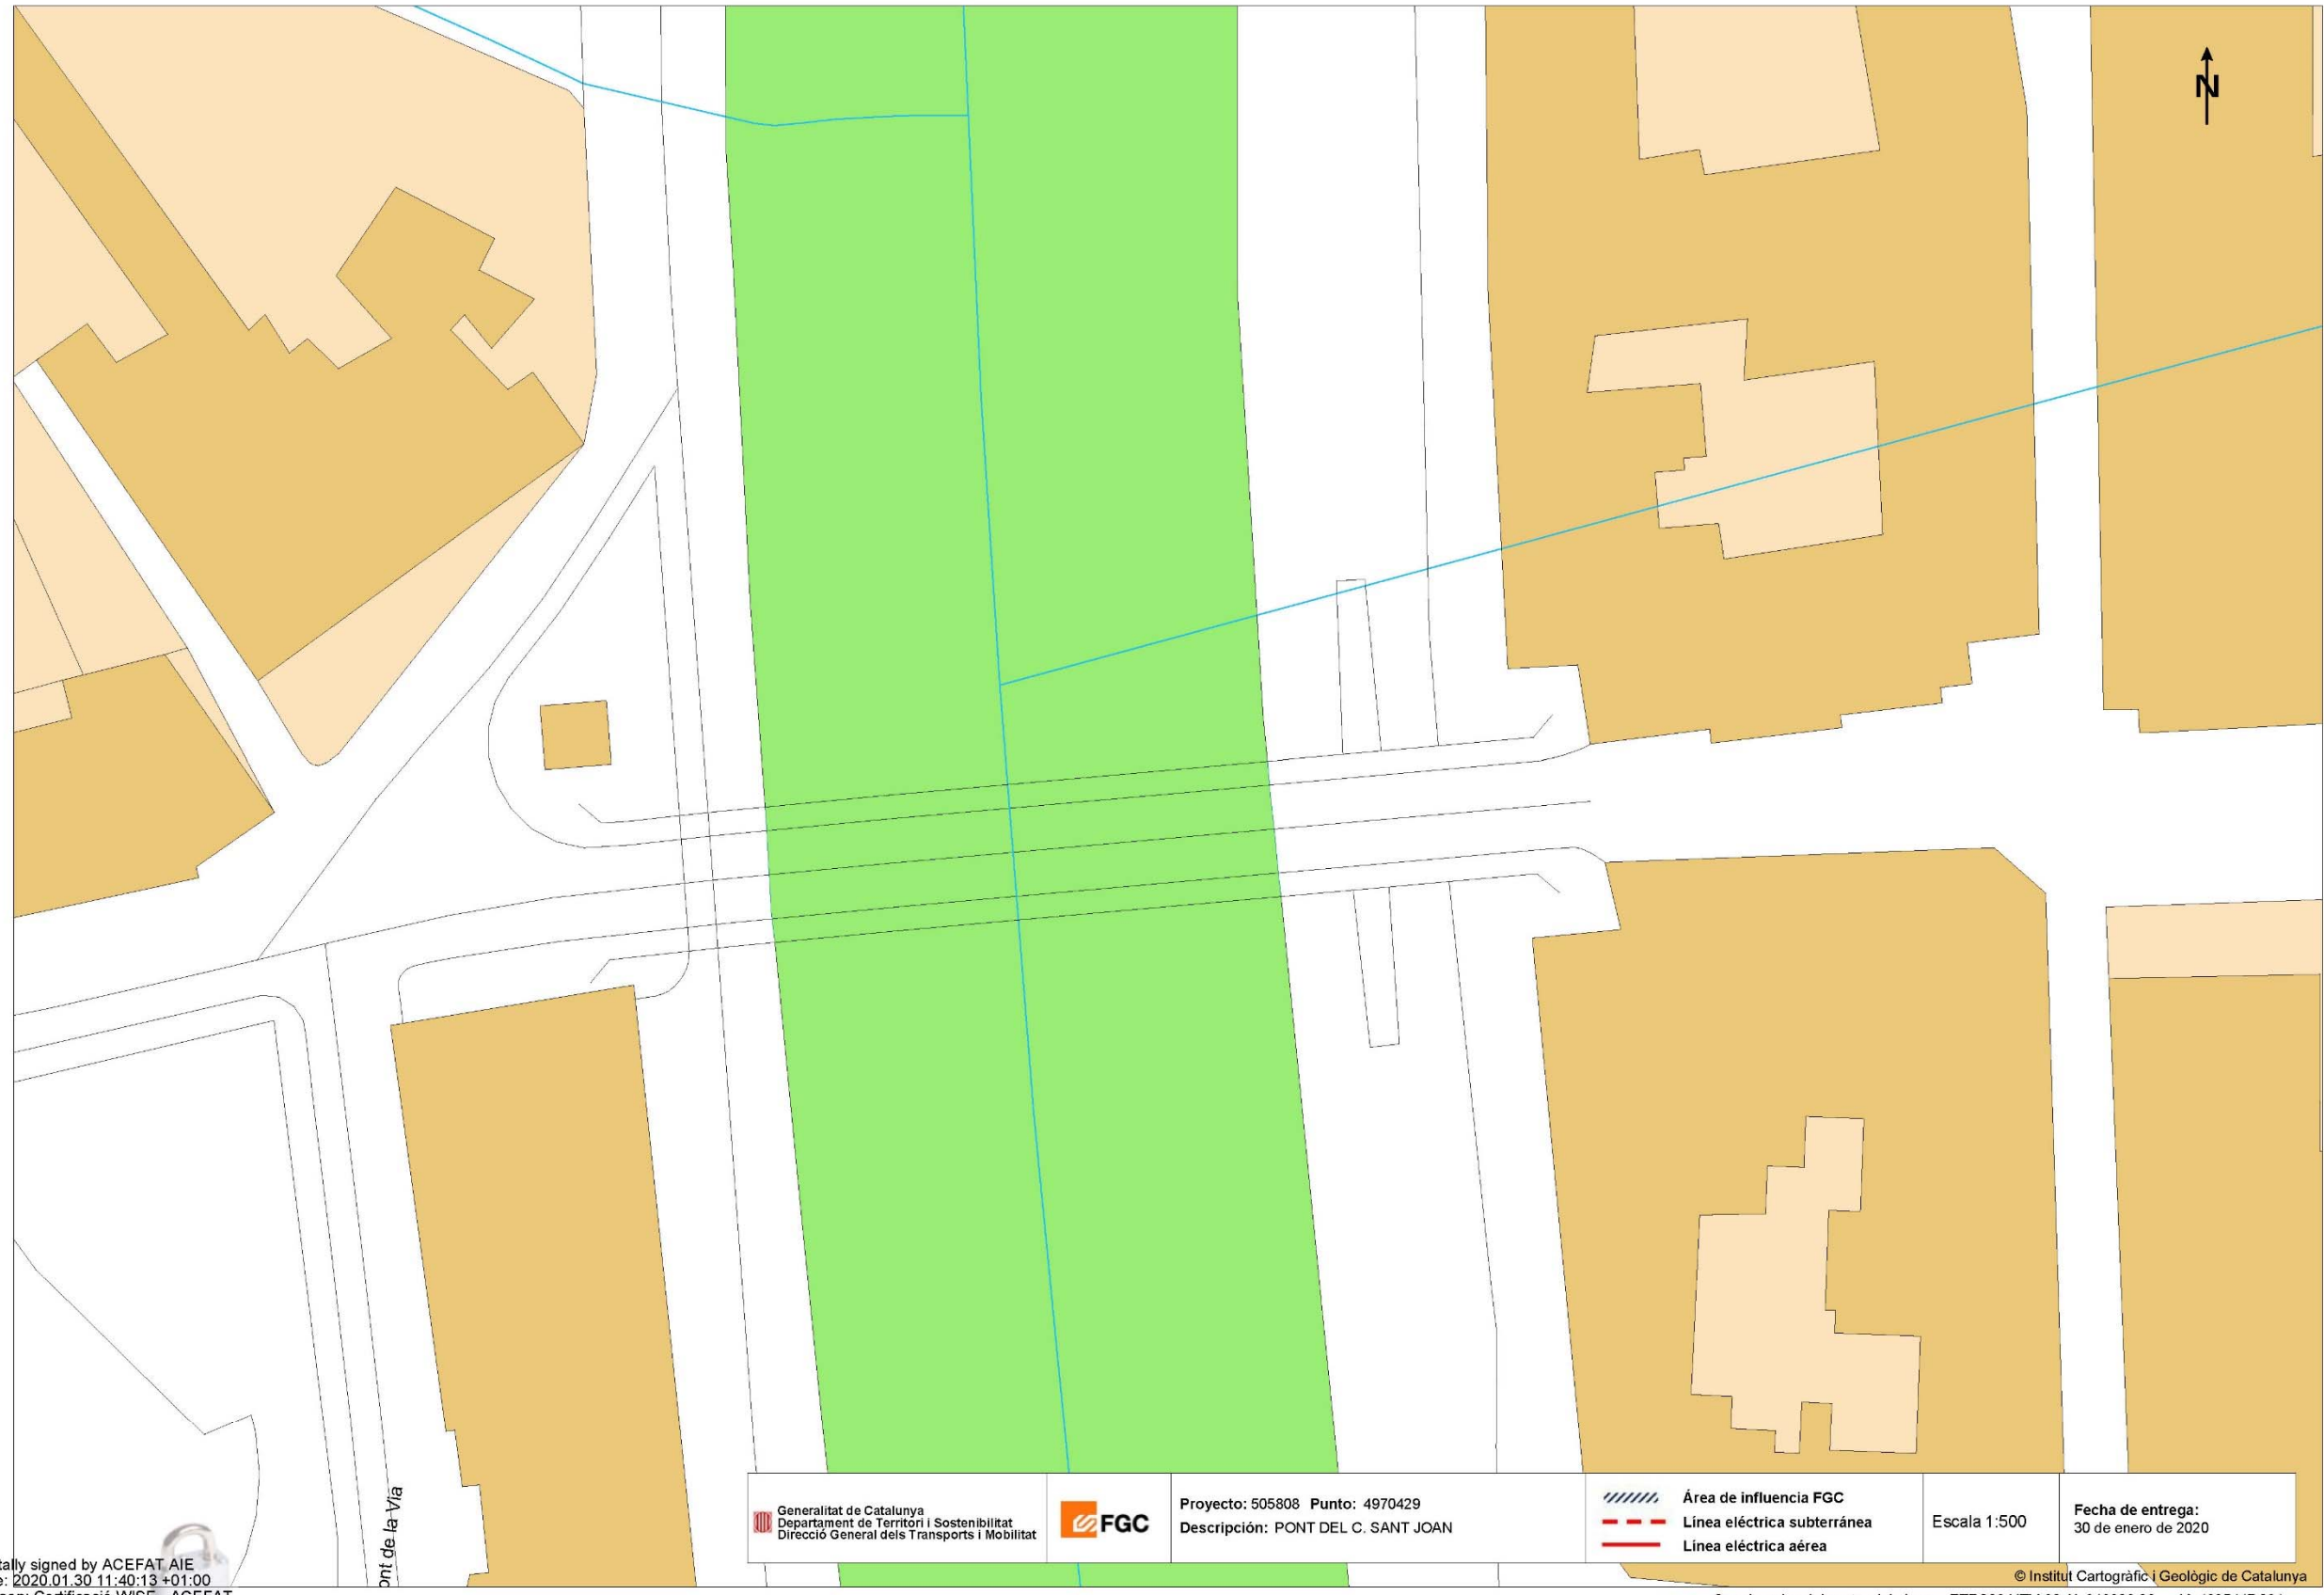 N
ont de la Via
Generalitat de Catalunya
Departament de Territori i Sostenibilitat
Direcció General dels Transports i Mobilitat
FGC
Proyecto: 505808 Punto: 4970429
Descripción: PONT DEL C. SANT JOAN
Área de influencia FGC
Línea eléctrica subterránea
Línea eléctrica aérea
Escala 1:500
Fecha de entrega:
30 de enero de 2020
tally signed by ACEFAT AIE
e: 2020.01.30 11:40:13 +01:00
© Institut Cartogràfic i Geològic de Catalunya